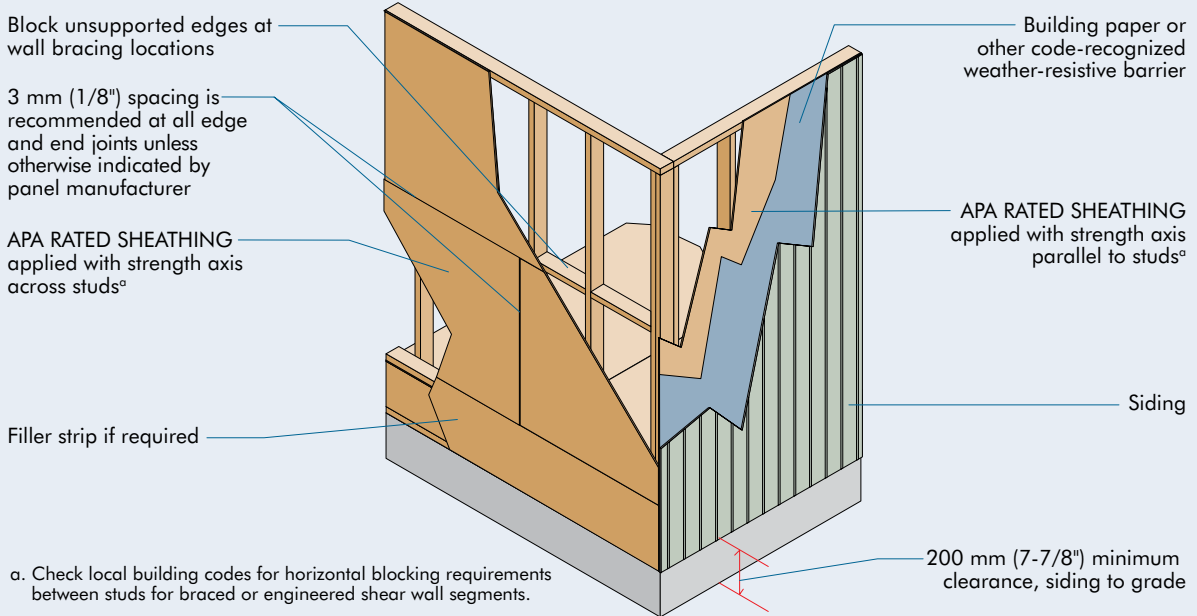 Block unsupported edges at
wall bracing locations
3 mm (1/8") spacing is
recommended at all edge
and end joints unless
otherwise indicated by
panel manufacturer
APA RATED SHEATHING
applied with strength axis
across studsᵃ
Filler strip if required
a. Check local building codes for horizontal blocking requirements
between studs for braced or engineered shear wall segments.
Building paper or
other code-recognized
weather-resistive barrier
APA RATED SHEATHING
applied with strength axis
parallel to studsᵃ
Siding
200 mm (7-7/8") minimum
clearance, siding to grade